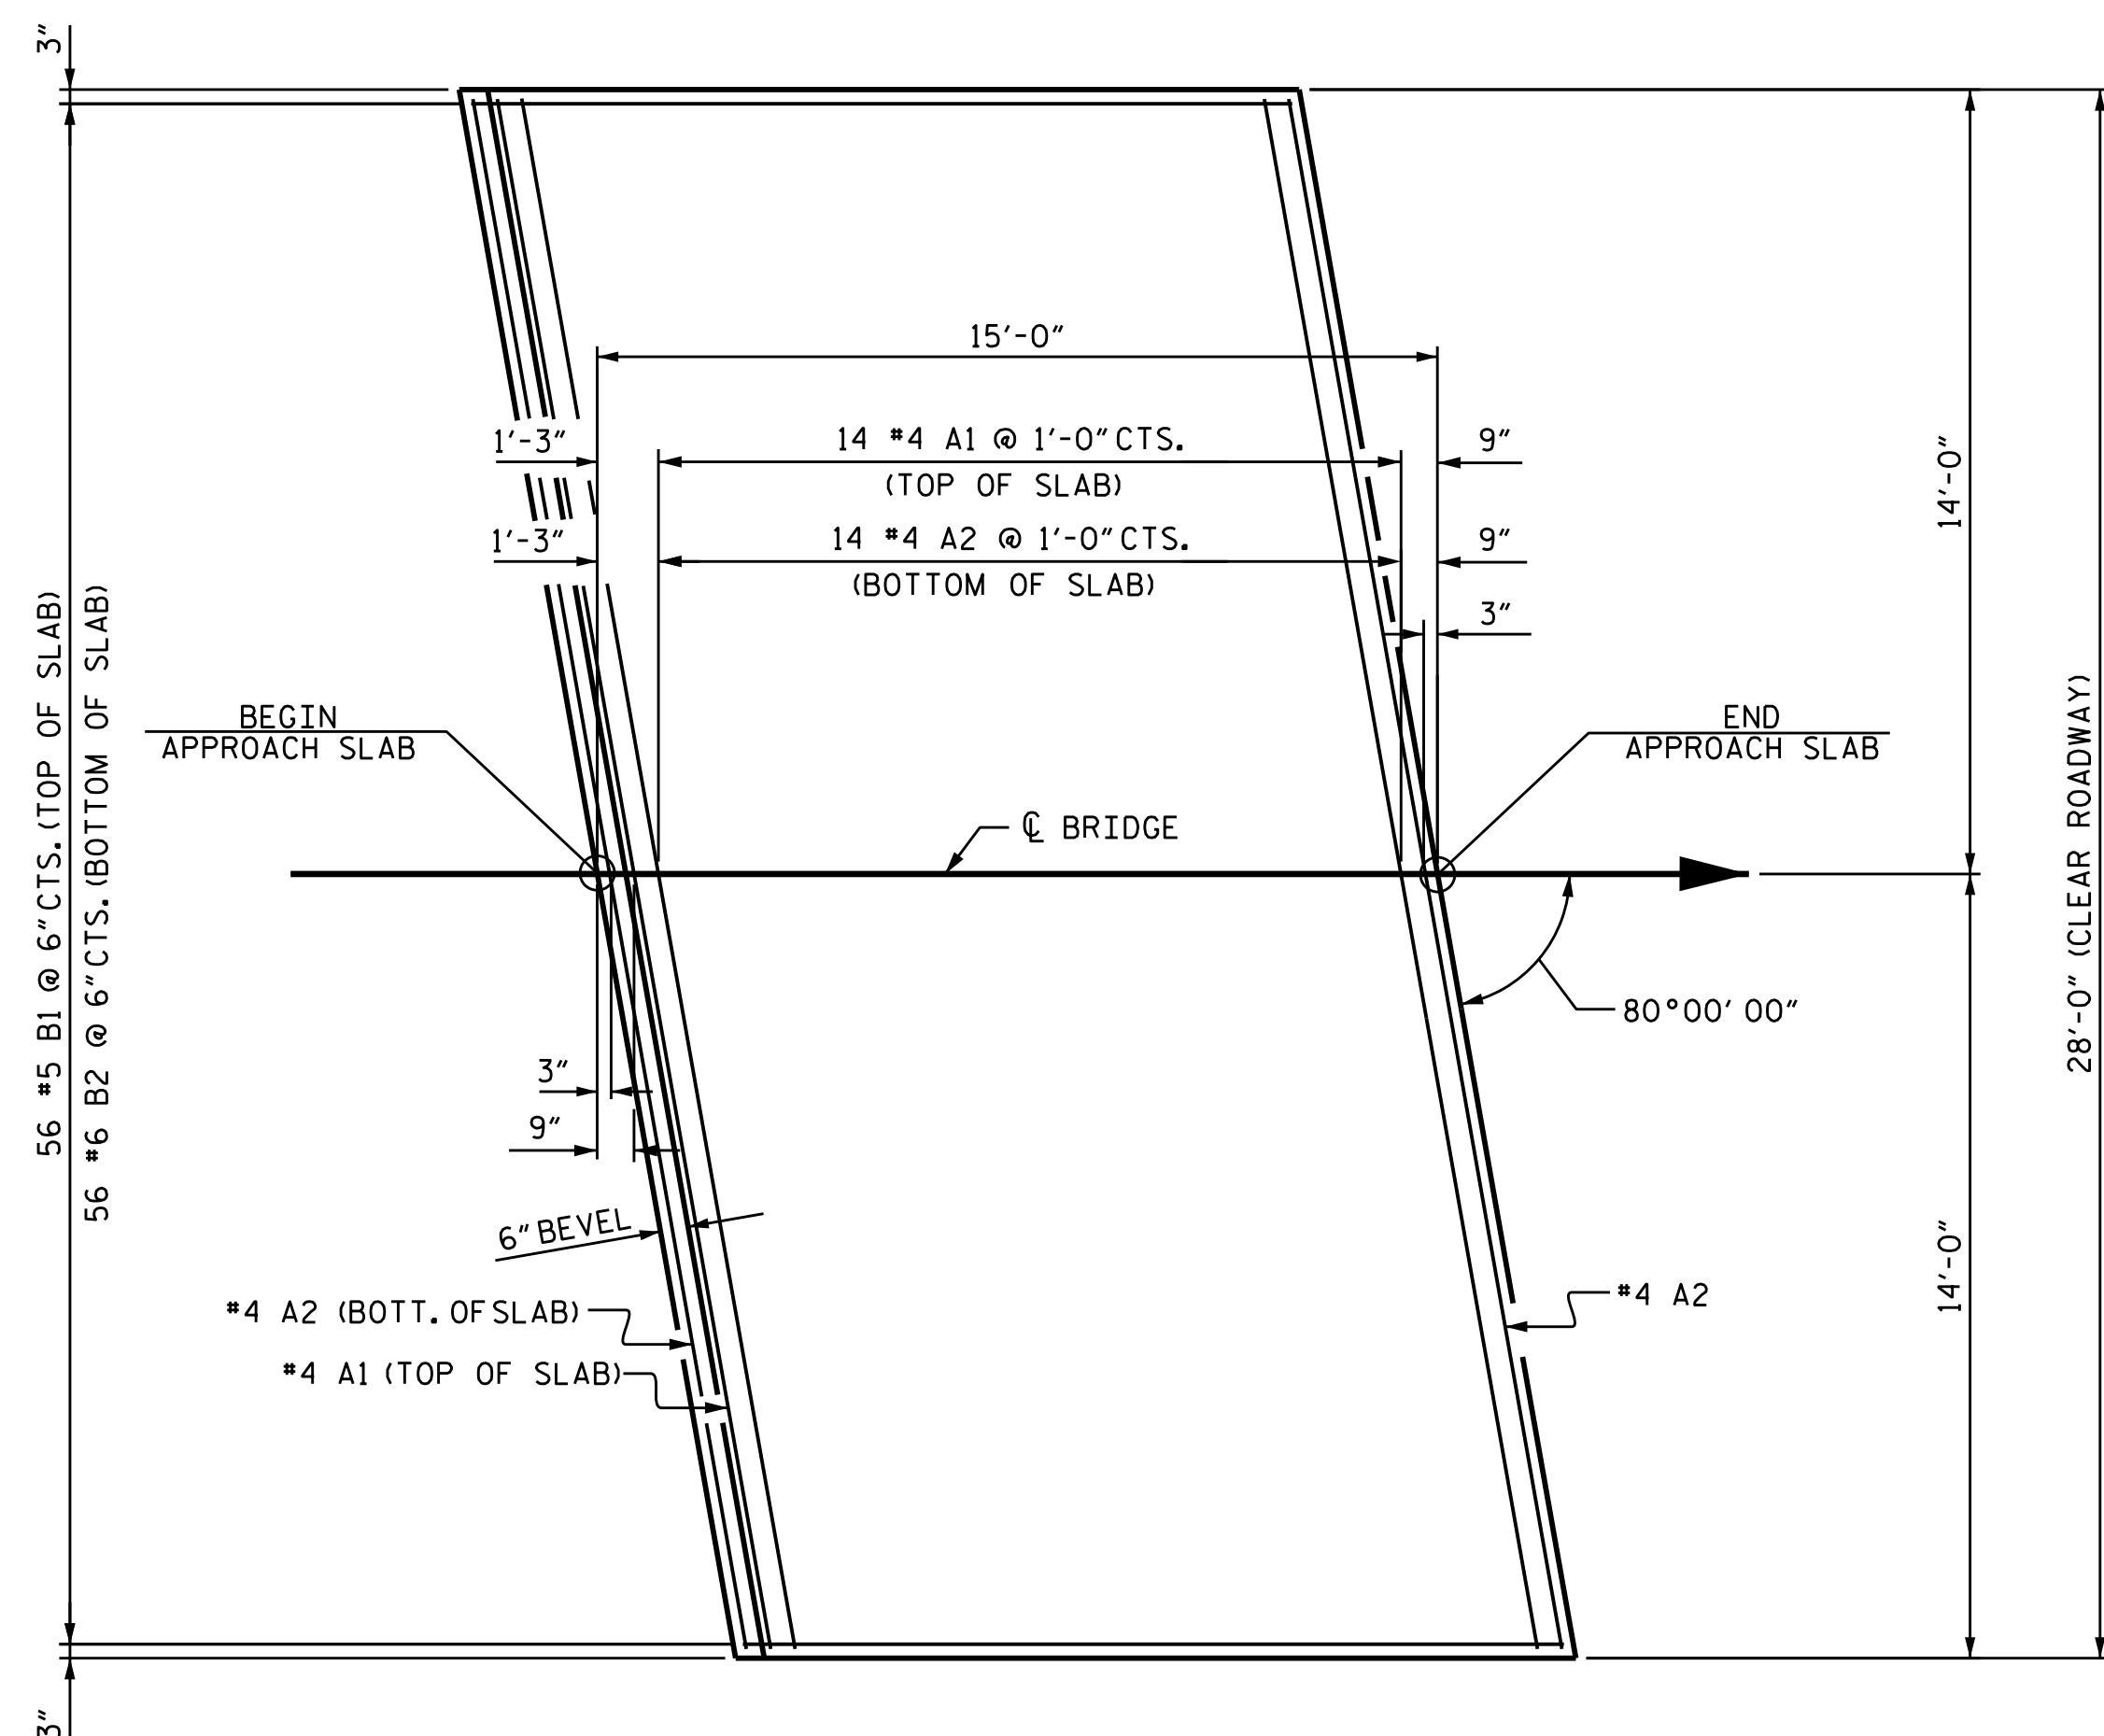 3"
15'-0"
1'-3"
14 #4 A1 @ 1'-0" CTS.
(TOP OF SLAB)
9"
1'-3"
14 #4 A2 @ 1'-0" CTS.
(BOTTOM OF SLAB)
9"
3"
14'-0"
56 #5 B1 @ 6" CTS. (TOP OF SLAB)
56 #6 B2 @ 6" CTS. (BOTTOM OF SLAB)
BEGIN
APPROACH SLAB
END
APPROACH SLAB
℄ BRIDGE
28'-0" (CLEAR ROADWAY)
80°00'00"
3"
9"
6" BEVEL
#4 A2 (BOTT. OF SLAB)
#4 A1 (TOP OF SLAB)
#4 A2
14'-0"
3"